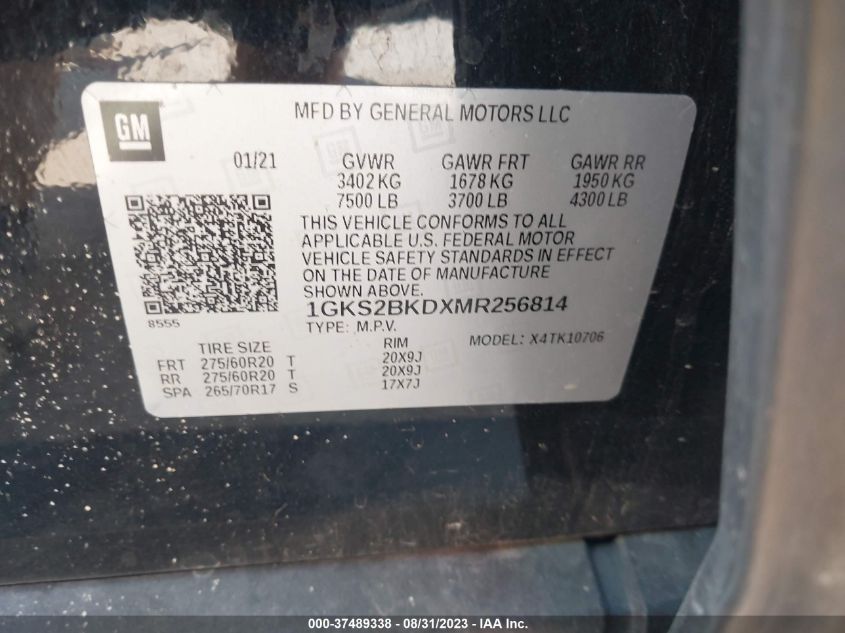 GM
MFD BY GENERAL MOTORS LLC
01/21 GVWR GAWR FRT GAWR RR
3402 KG 1678 KG 1950 KG
7500 LB 3700 LB 4300 LB
THIS VEHICLE CONFORMS TO ALL
APPLICABLE U.S. FEDERAL MOTOR
VEHICLE SAFETY STANDARDS IN EFFECT
ON THE DATE OF MANUFACTURE
SHOWN ABOVE.
8555
1GKS2BKDXMR256814
TYPE: M.P.V. MODEL: X4TK10706
TIRE SIZE RIM
FRT 275/60R20 T 20X9J
RR 275/60R20 T 20X9J
SPA 265/70R17 S 17X7J
000-37489338 - 08/31/2023 - IAA Inc.